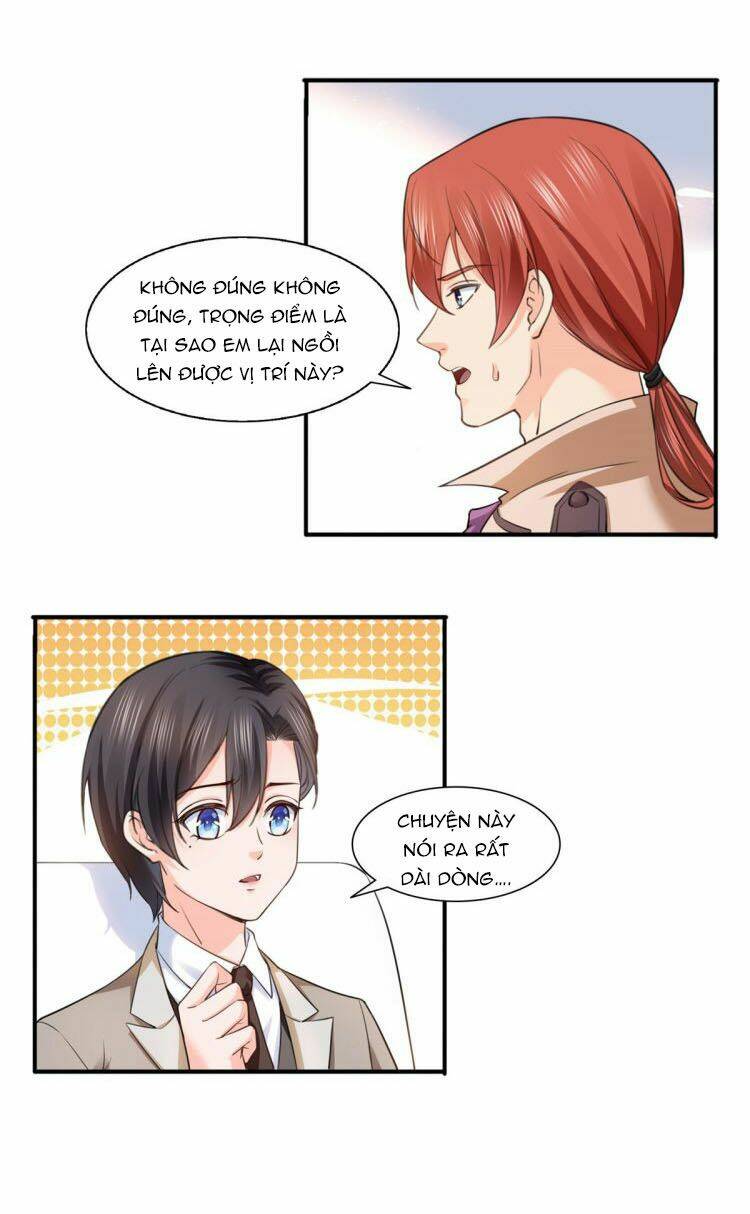 KHÔNG ĐÚNG KHÔNG
ĐÚNG, TRỌNG ĐIỂM LÀ
TẠI SAO EM LẠI NGỒI
LÊN ĐƯỢC VỊ TRÍ NÀY?
CHUYỆN NÀY
NÓI RA RẤT
DÀI DÒNG....